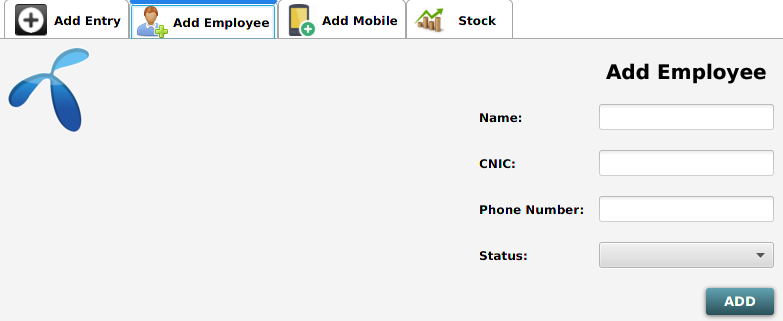 Add Entry Add Employee Add Mobile Stock
Add Employee
Name:
CNIC:
Phone Number:
Status:
ADD